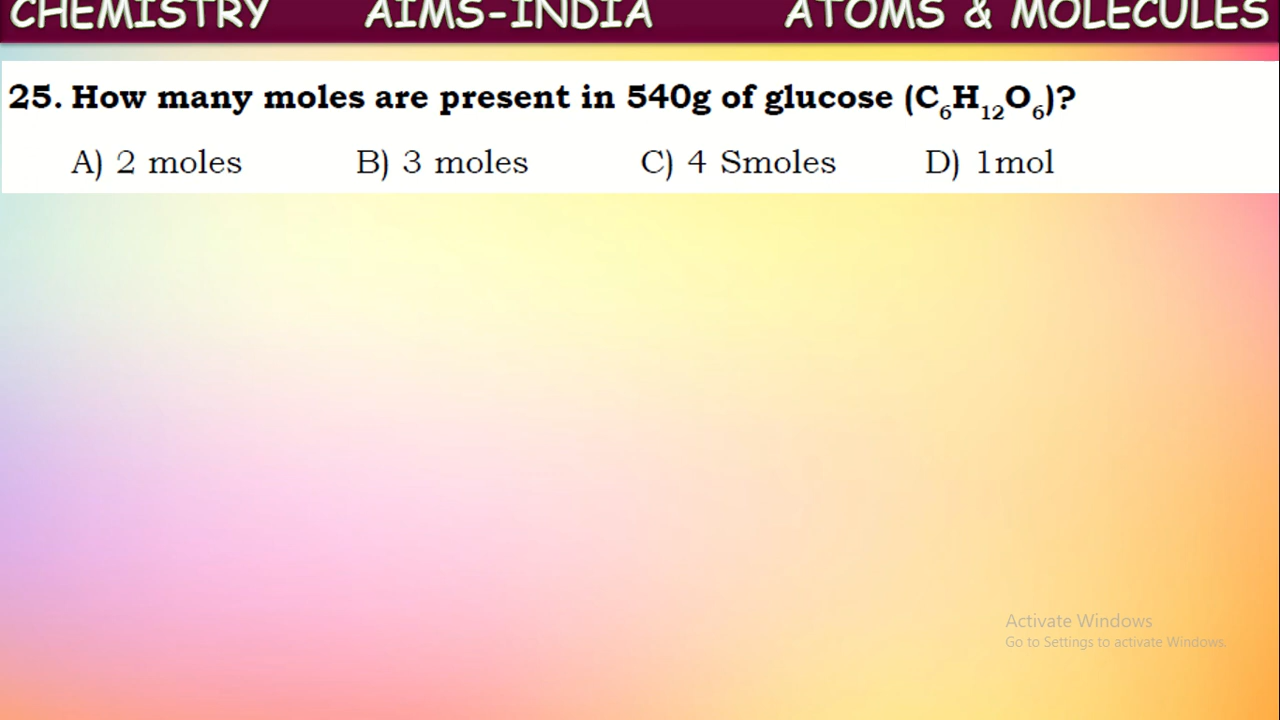 CHEMISTRY AIMS-INDIA ATOMS & MOLECULES
25. How many moles are present in 540g of glucose (C₆H₁₂O₆)?
A) 2 moles B) 3 moles C) 4 Smoles D) 1mol
Activate Windows
Go to Settings to activate Windows.